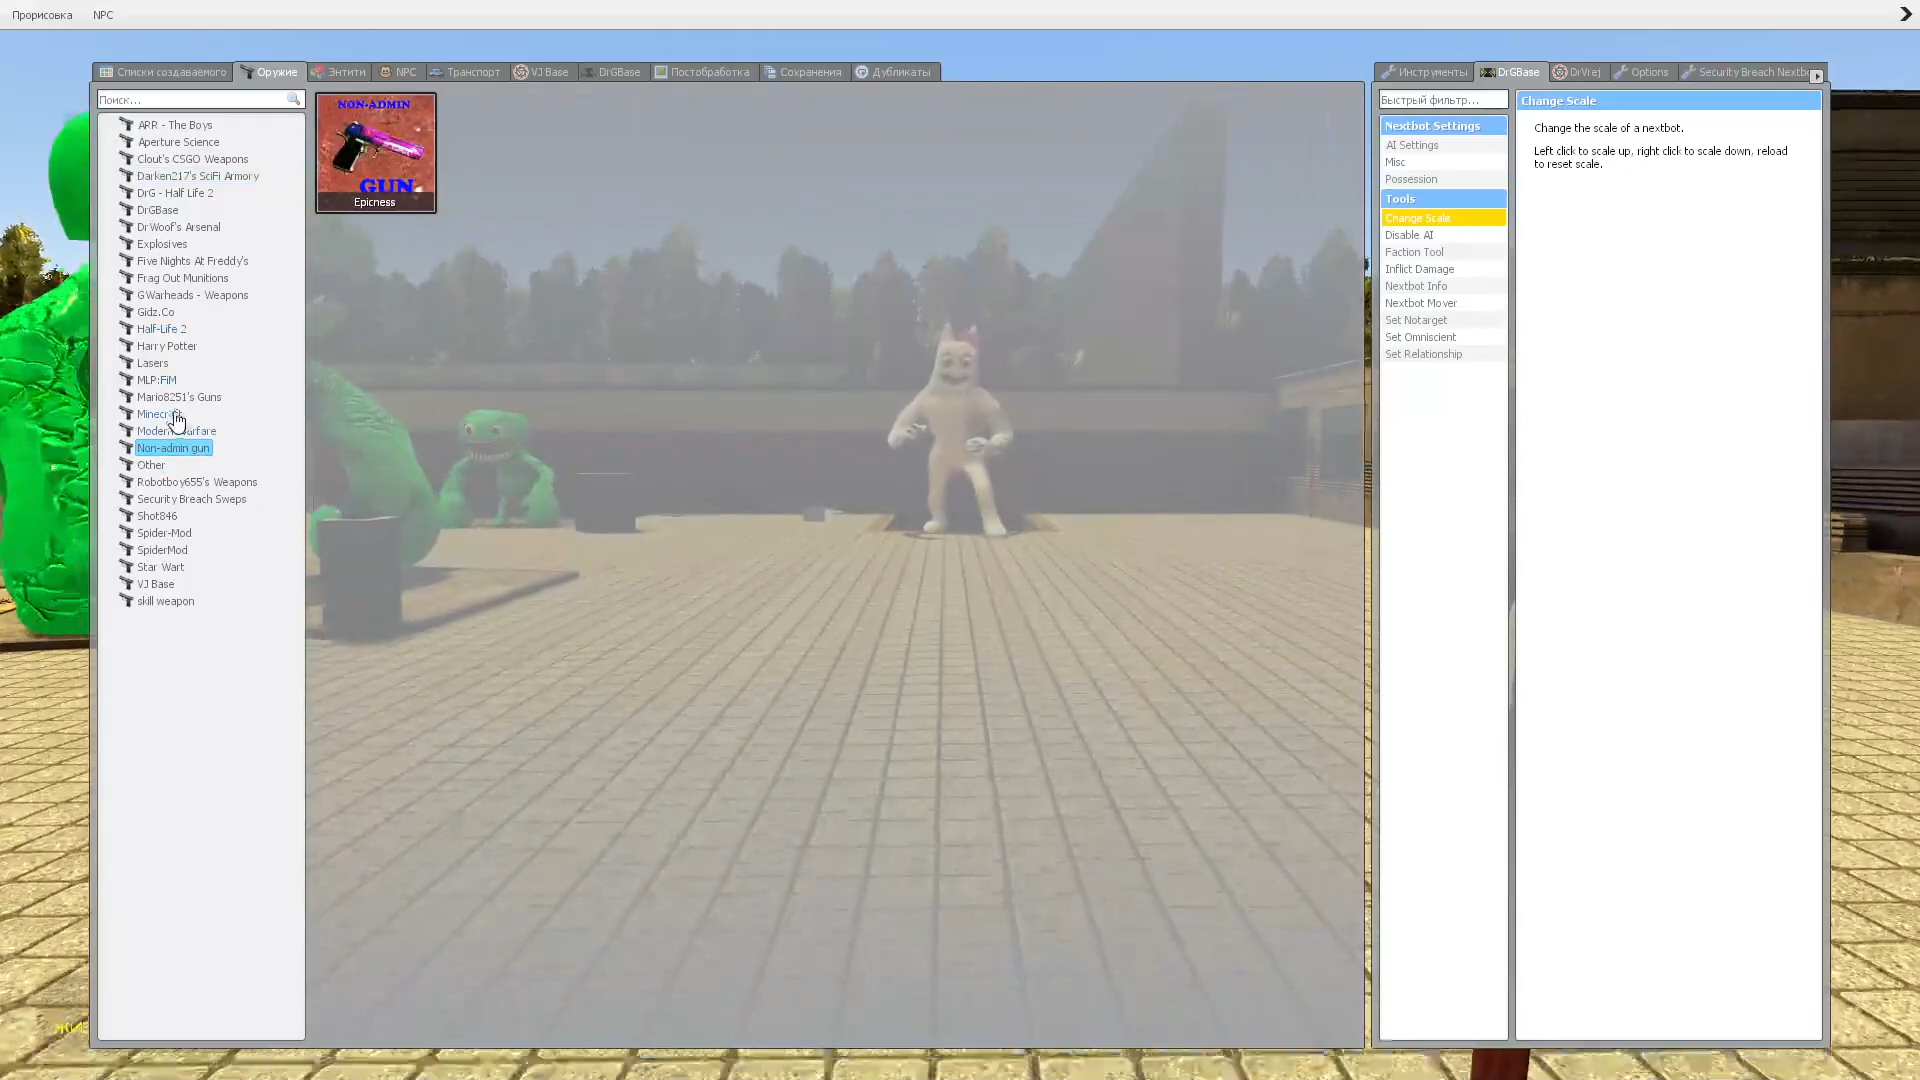 Прорисовка
NPC
Списки создаваемого
Оружие
Энтити
NPC
Транспорт
VJ Base
DrGBase
Постобработка
Сохранения
Дубликаты
Инструменты
DrGBase
DrVrej
Options
Security Breach Nextbo
Поиск...
ARR - The Boys
Aperture Science
Clout's CSGO Weapons
Darken217's SciFi Armory
DrG - Half Life 2
DrGBase
DrWoof's Arsenal
Explosives
Five Nights At Freddy's
Frag Out Munitions
GWarheads - Weapons
Gidz.Co
Half-Life 2
Harry Potter
Lasers
MLP:FiM
Mario8251's Guns
Minecraft
Modern Warfare
Non-admin gun
Other
Robotboy655's Weapons
Security Breach Sweps
Shot846
Spider-Mod
SpiderMod
Star Wart
VJ Base
skill weapon
NON-ADMIN
GUN
Epicness
Быстрый фильтр...
Nextbot Settings
AI Settings
Misc
Possession
Tools
Change Scale
Disable AI
Faction Tool
Inflict Damage
Nextbot Info
Nextbot Mover
Set Notarget
Set Omniscient
Set Relationship
Change Scale
Change the scale of a nextbot.
Left click to scale up, right click to scale down, reload
to reset scale.